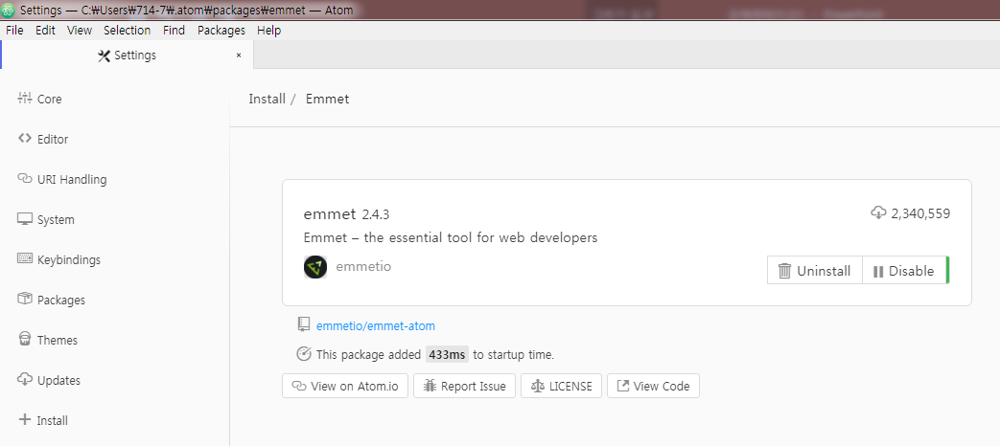 Settings — C:₩Users₩714-7₩.atom₩packages₩emmet — Atom
File Edit View Selection Find Packages Help
Settings ×
Core
Editor
URI Handling
System
Keybindings
Packages
Themes
Updates
Install
Install / Emmet
emmet 2.4.3
2,340,559
Emmet – the essential tool for web developers
emmetio
Uninstall
Disable
emmetio/emmet-atom
This package added 433ms to startup time.
View on Atom.io
Report Issue
LICENSE
View Code